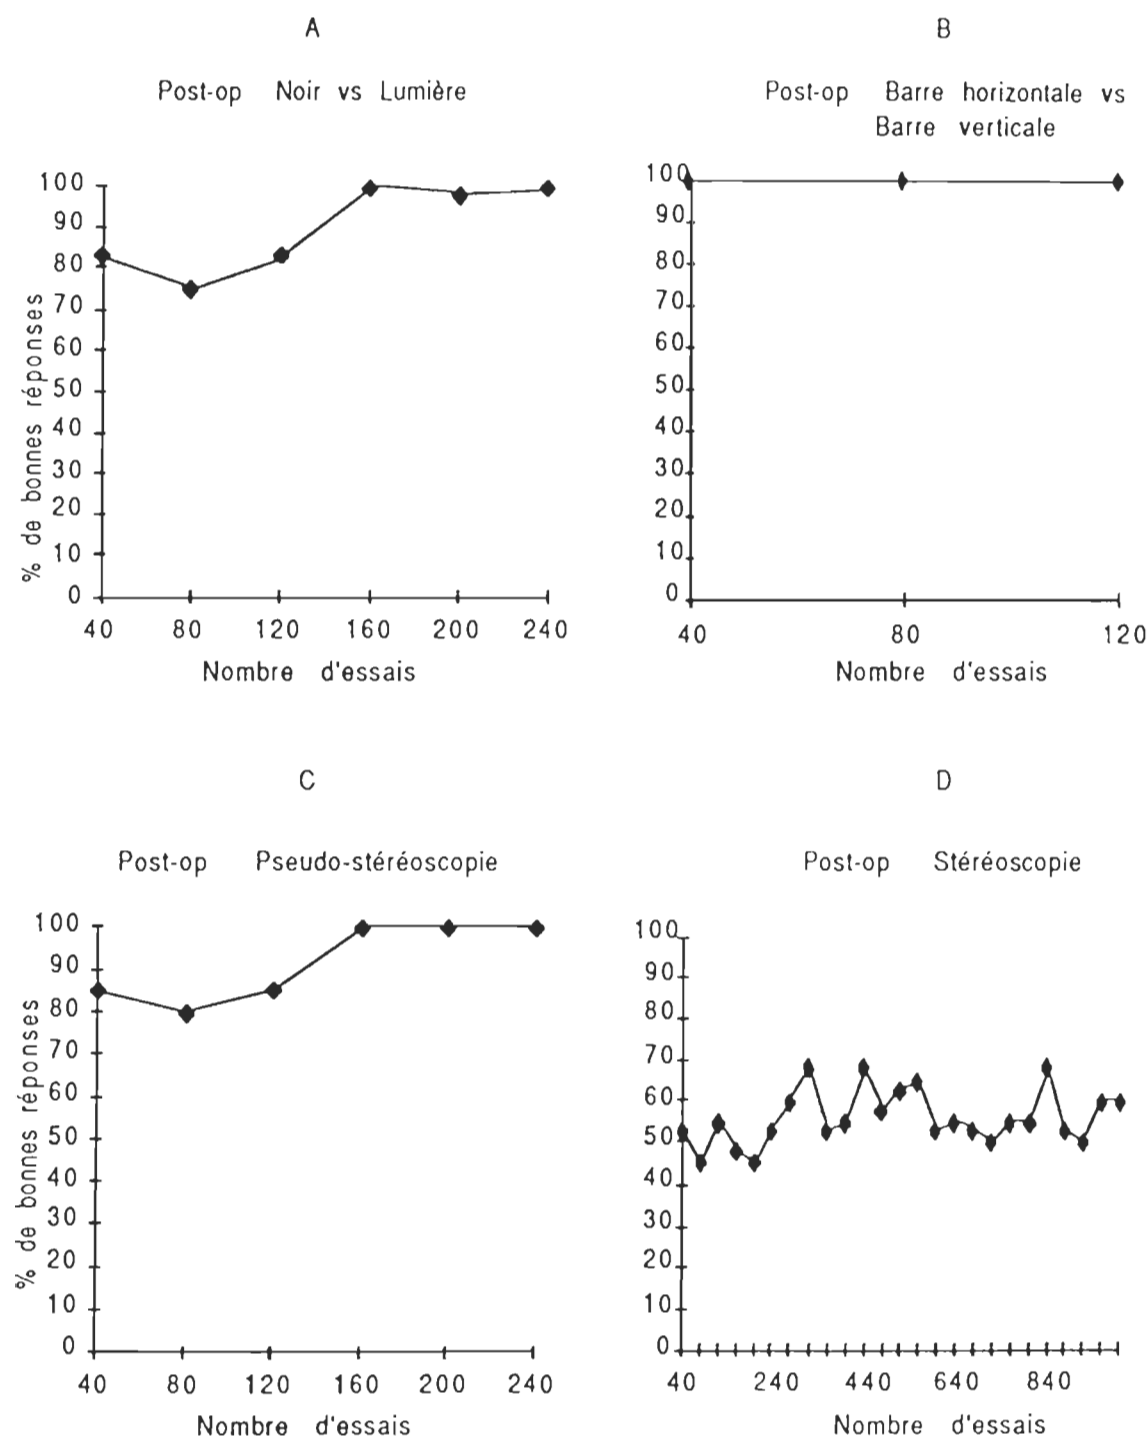 A
Post-op Noir vs Lumière
% de bonnes réponses
100
90
80
70
60
50
40
30
20
10
0
40 80 120 160 200 240
Nombre d'essais
B
Post-op Barre horizontale vs
Barre verticale
100
90
80
70
60
50
40
30
20
10
0
40 80 120
Nombre d'essais
C
Post-op Pseudo-stéréoscopie
% de bonnes réponses
100
90
80
70
60
50
40
30
20
10
0
40 80 120 160 200 240
Nombre d'essais
D
Post-op Stéréoscopie
100
90
80
70
60
50
40
30
20
10
0
40 240 440 640 840
Nombre d'essais